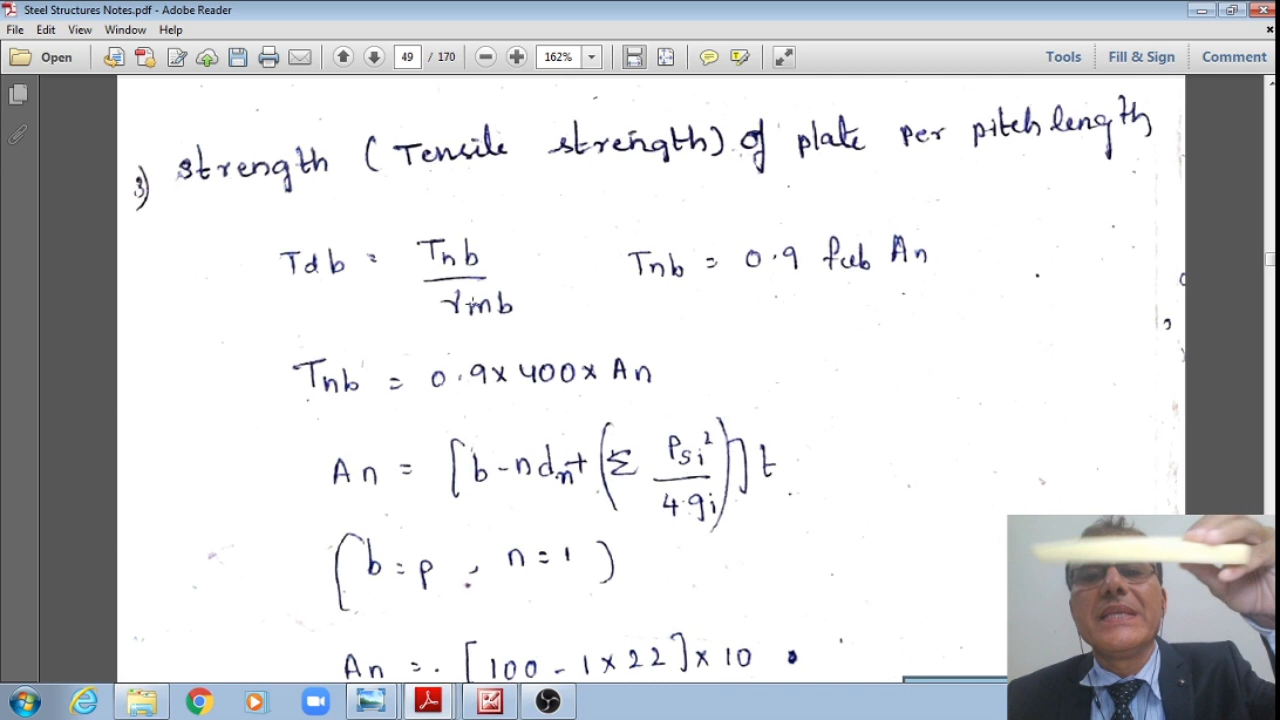 Steel Structures Notes.pdf - Adobe Reader
File Edit View Window Help
Open 49 / 170 162% Tools Fill & Sign Comment
3) strength (Tensile strength) of plate per pitch length
Tdb = Tnb / γmb Tnb = 0.9 fub An
Tnb = 0.9 x 400 x An
An = [b - n dn + (Σ Psi² / 4 gi)] t
(b = p , n = 1)
An = [100 - 1 x 22] x 10